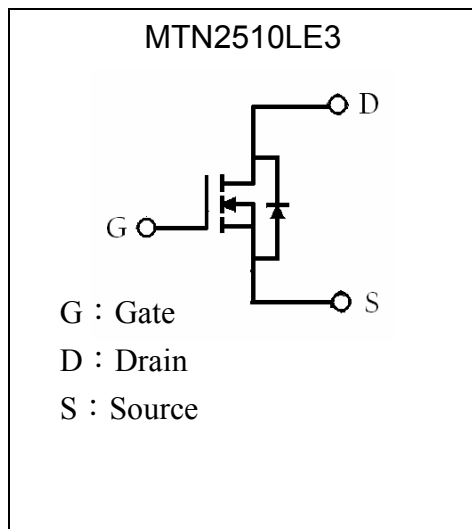 MTN2510LE3
D
G
S
G：Gate
D：Drain
S：Source